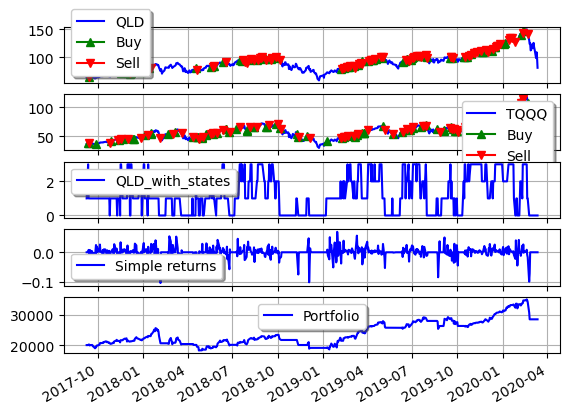 150
100
QLD
Buy
Sell
100
50
TQQQ
Buy
Sell
2
0
QLD_with_states
0.0
−0.1
Simple returns
30000
20000
Portfolio
2017-10
2018-01
2018-04
2018-07
2018-10
2019-01
2019-04
2019-07
2019-10
2020-01
2020-04